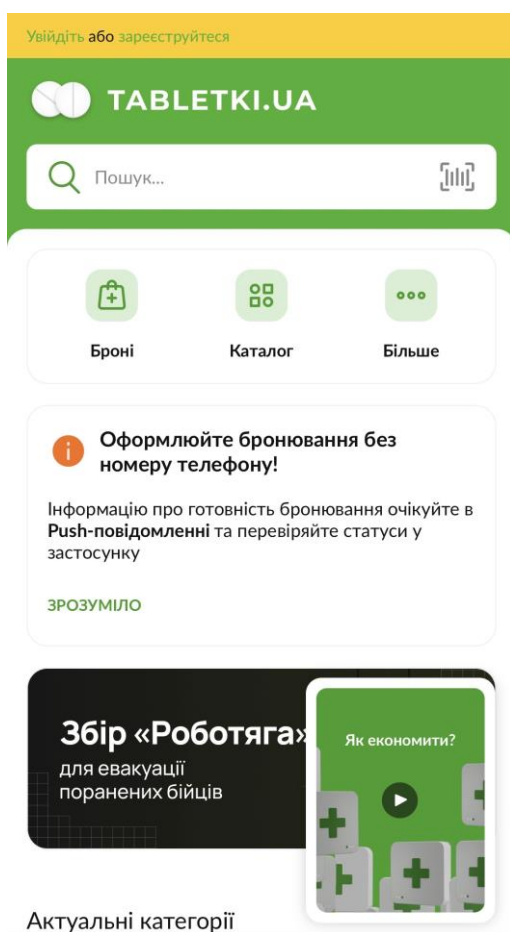 Увійдіть або зареєструйтеся
TABLETKI.UA
Пошук...
Броні
Каталог
Більше
Оформлюйте бронювання без
номеру телефону!
Інформацію про готовність бронювання очікуйте в
Push-повідомленні та перевіряйте статуси у
застосунку
ЗРОЗУМІЛО
Збір «Роботяга»
для евакуації
поранених бійців
Як економити?
Актуальні категорії